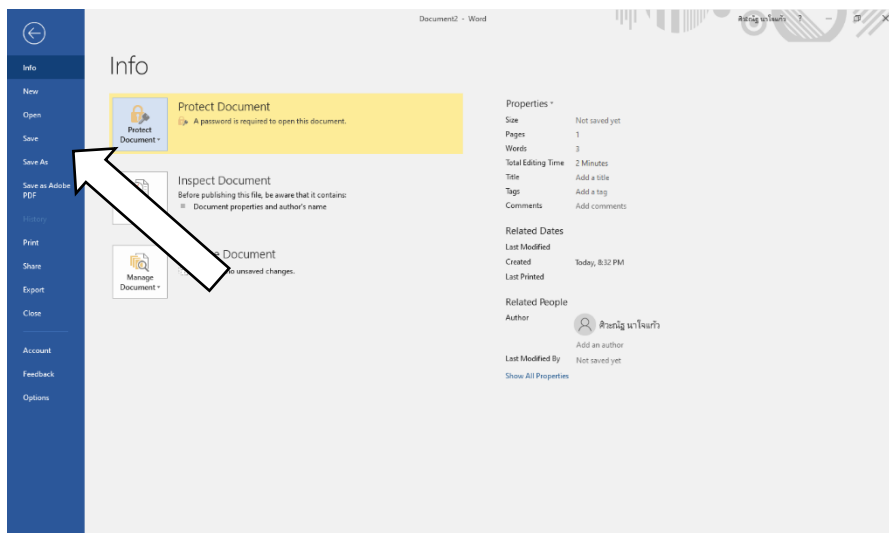 Document2 - Word
ศิวะณัฐ นาโจแก้ว ?
Info
New
Open
Save
Save As
Save as Adobe
PDF
History
Print
Share
Export
Close
Account
Feedback
Options
Info
Protect
Document
Protect Document
A password is required to open this document.
Inspect Document
Before publishing this file, be aware that it contains:
Document properties and author's name
Manage
Document
Document
no unsaved changes.
Properties
Size Not saved yet
Pages 1
Words 3
Total Editing Time 2 Minutes
Title Add a title
Tags Add a tag
Comments Add comments
Related Dates
Last Modified
Created Today, 8:32 PM
Last Printed
Related People
Author ศิวะณัฐ นาโจแก้ว
Add an author
Last Modified By Not saved yet
Show All Properties